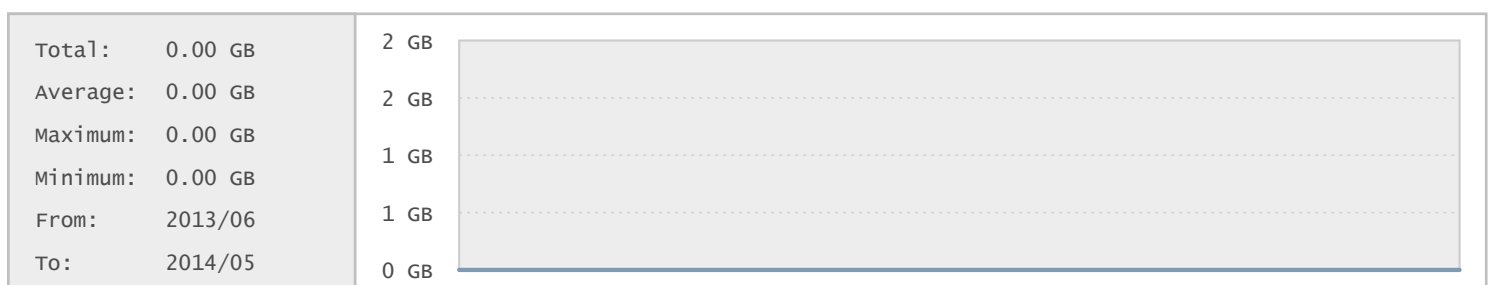 Total: 0.00 GB
Average: 0.00 GB
Maximum: 0.00 GB
Minimum: 0.00 GB
From: 2013/06
To: 2014/05
2 GB
2 GB
1 GB
1 GB
0 GB